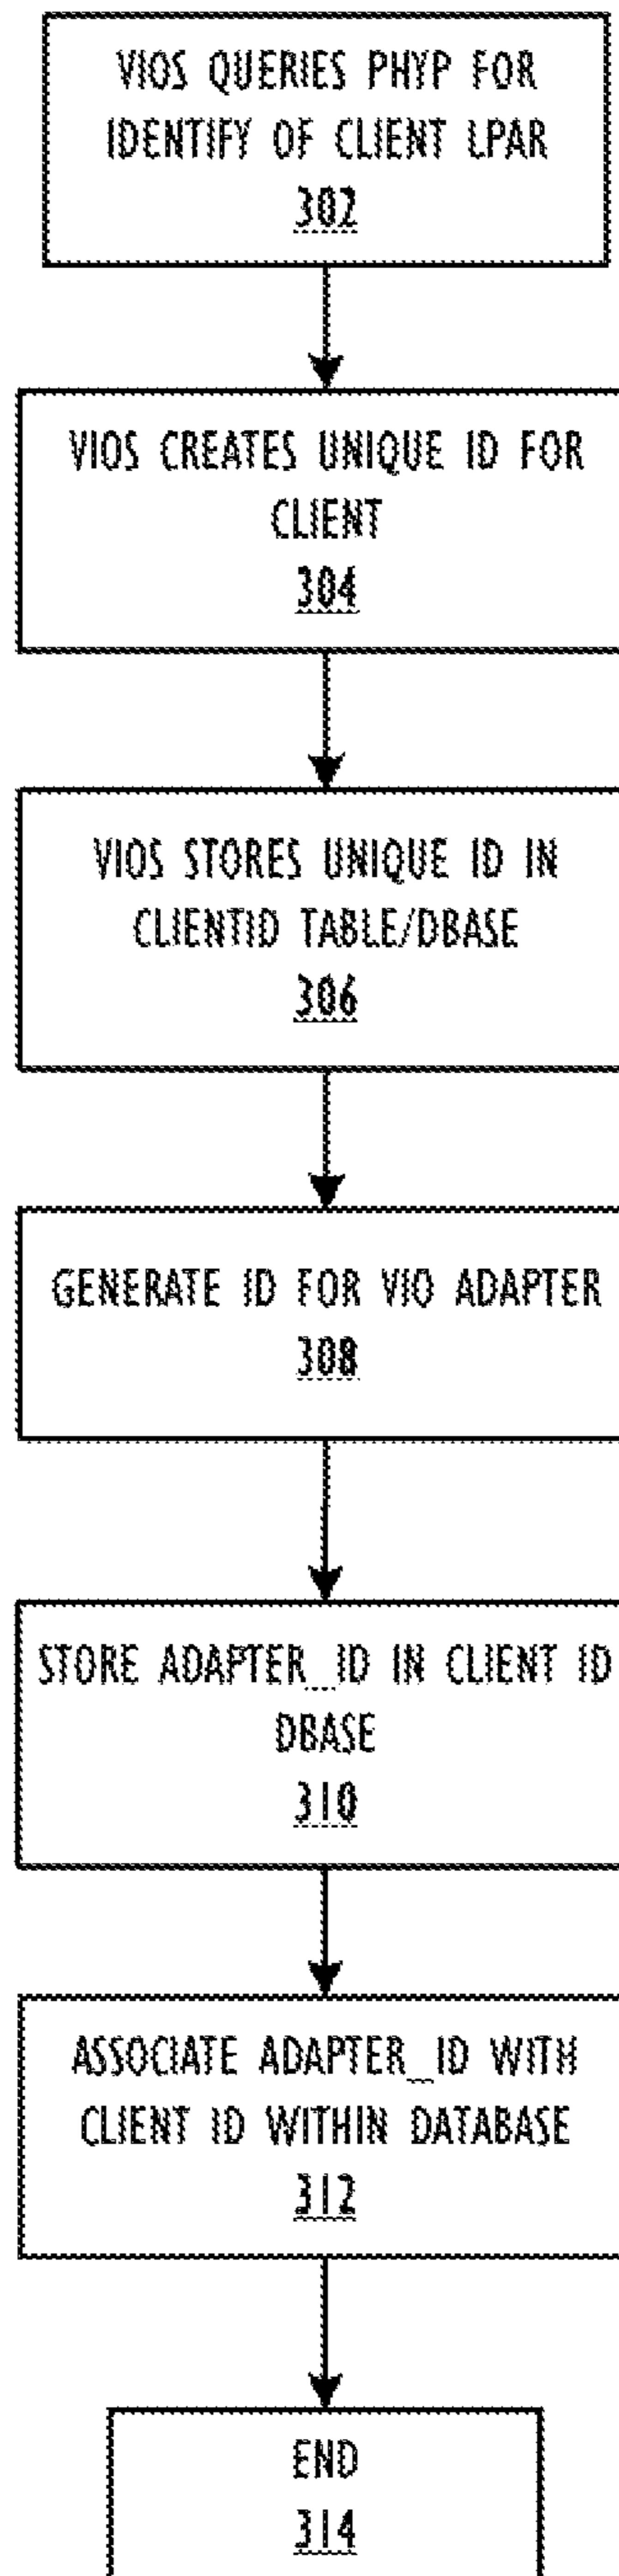 VIOS QUERIES PHYP FOR
IDENTIFY OF CLIENT LPAR
302
VIOS CREATES UNIQUE ID FOR
CLIENT
304
VIOS STORES UNIQUE ID IN
CLIENTID TABLE/DBASE
306
GENERATE ID FOR VIO ADAPTER
308
STORE ADAPTER_ID IN CLIENT ID
DBASE
310
ASSOCIATE ADAPTER_ID WITH
CLIENT ID WITHIN DATABASE
312
END
314